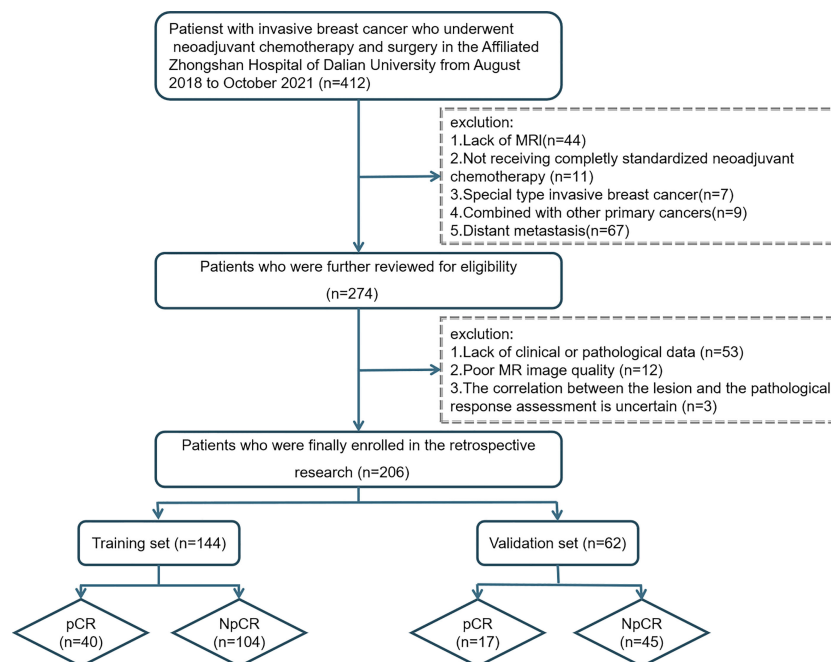 Patienst with invasive breast cancer who underwent
neoadjuvant chemotherapy and surgery in the Affiliated
Zhongshan Hospital of Dalian University from August
2018 to October 2021 (n=412)
exclution:
1.Lack of MRI(n=44)
2.Not receiving completly standardized neoadjuvant
chemotherapy (n=11)
3.Special type invasive breast cancer(n=7)
4.Combined with other primary cancers(n=9)
5.Distant metastasis(n=67)
Patients who were further reviewed for eligibility
(n=274)
exclution:
1.Lack of clinical or pathological data (n=53)
2.Poor MR image quality (n=12)
3.The correlation between the lesion and the pathological
response assessment is uncertain (n=3)
Patients who were finally enrolled in the retrospective
research (n=206)
Training set (n=144)
Validation set (n=62)
pCR
(n=40)
NpCR
(n=104)
pCR
(n=17)
NpCR
(n=45)